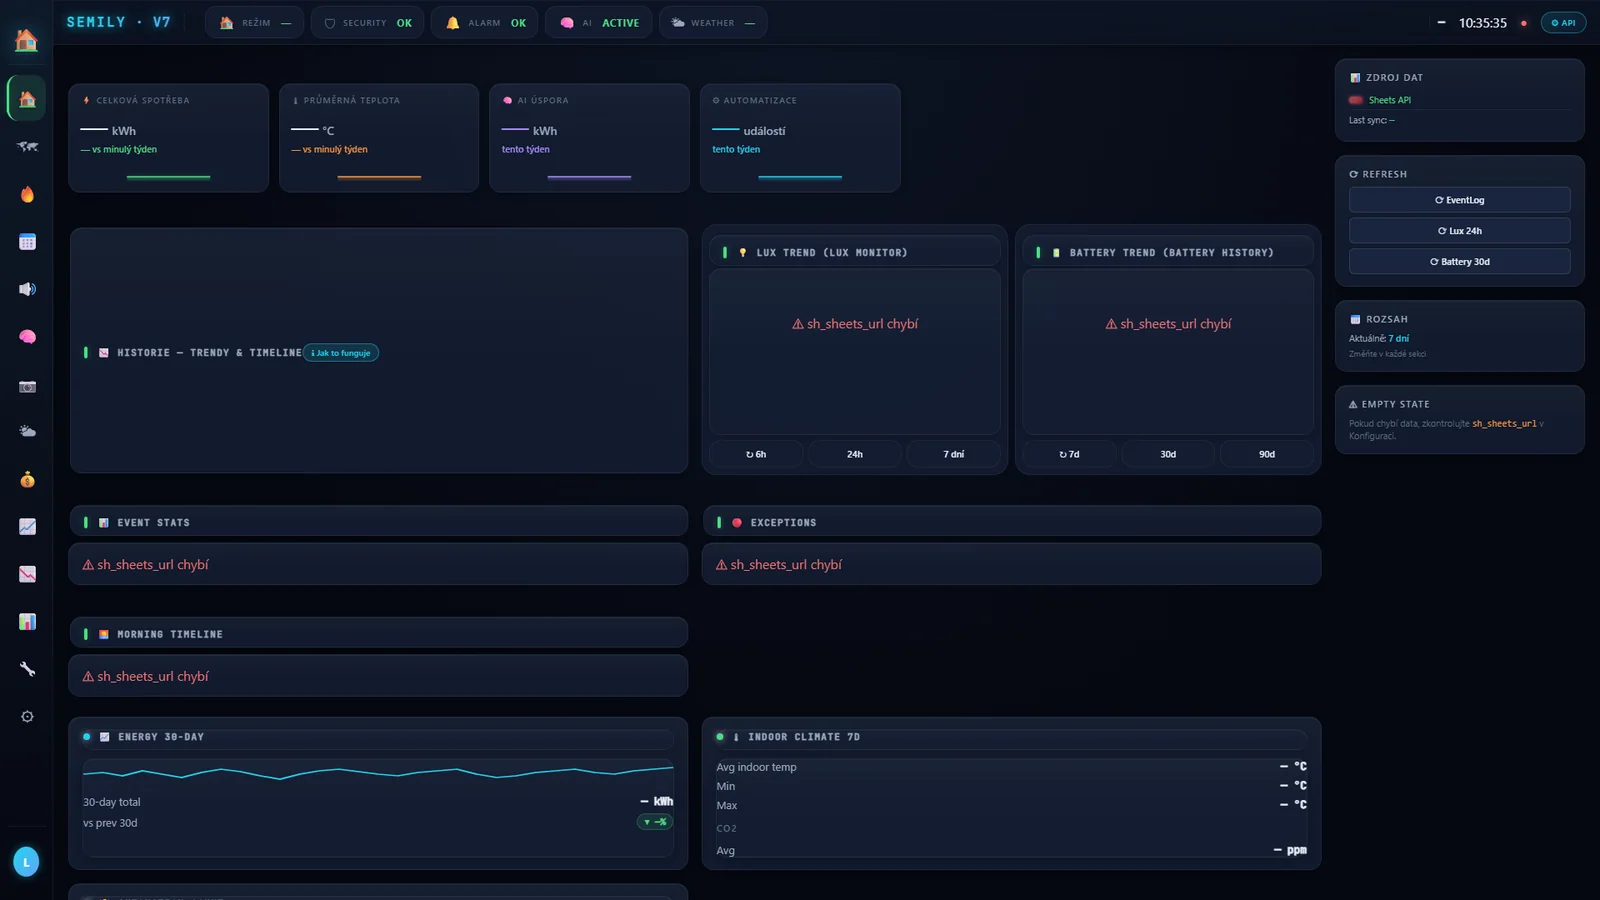 SEMILY · V7
REŽIM —
SECURITY OK
ALARM OK
AI ACTIVE
WEATHER —
— 10:35:35
⚙ API
CELKOVÁ SPOTŘEBA
— kWh
— vs minulý týden
PRŮMĚRNÁ TEPLOTA
— °C
— vs minulý týden
AI ÚSPORA
— kWh
tento týden
⚙ AUTOMATIZACE
— událostí
tento týden
HISTORIE — TRENDY & TIMELINE
ℹ Jak to funguje
LUX TREND (LUX MONITOR)
⚠ sh_sheets_url chybí
↻ 6h
24h
7 dní
BATTERY TREND (BATTERY HISTORY)
⚠ sh_sheets_url chybí
↻ 7d
30d
90d
EVENT STATS
⚠ sh_sheets_url chybí
EXCEPTIONS
⚠ sh_sheets_url chybí
MORNING TIMELINE
⚠ sh_sheets_url chybí
ENERGY 30-DAY
30-day total — kWh
vs prev 30d ▼ —%
INDOOR CLIMATE 7D
Avg indoor temp — °C
Min — °C
Max — °C
CO2
Avg — ppm
ZDROJ DAT
Sheets API
Last sync: —
⟳ REFRESH
⟳ EventLog
⟳ Lux 24h
⟳ Battery 30d
ROZSAH
Aktuálně: 7 dní
Změňte v každé sekci
⚠ EMPTY STATE
Pokud chybí data, zkontrolujte sh_sheets_url v
Konfiguraci.
L